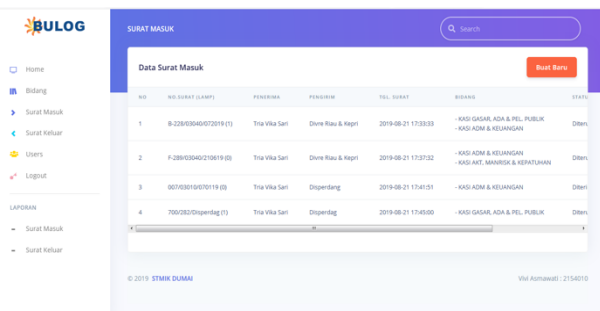 BULOG
Home
Bidang
Surat Masuk
Surat Keluar
Users
Logout
LAPORAN
Surat Masuk
Surat Keluar
SURAT MASUK
Search
Data Surat Masuk
Buat Baru
NO NO.SURAT (LAMP) PENERIMA PENGIRIM TGL. SURAT BIDANG STATU
1 B-228/03040/072019 (1) Tria Vika Sari Divre Riau & Kepri 2019-08-21 17:33:33 - KASI GASAR, ADA & PEL. PUBLIK Diteru
- KASI ADM & KEUANGAN
2 F-289/03040/210619 (0) Tria Vika Sari Divre Riau & Kepri 2019-08-21 17:37:32 - KASI ADM & KEUANGAN Diteru
- KASI AKT, MANRISK & KEPATUHAN
3 007/03010/070119 (0) Tria Vika Sari Disperdang 2019-08-21 17:41:51 - KASI ADM & KEUANGAN Diteru
4 700/282/Disperdag (1) Tria Vika Sari Disperdag 2019-08-21 17:45:00 - KASI GASAR, ADA & PEL. PUBLIK Diteru
© 2019 STMIK DUMAI
Vivi Asmawati : 2154010